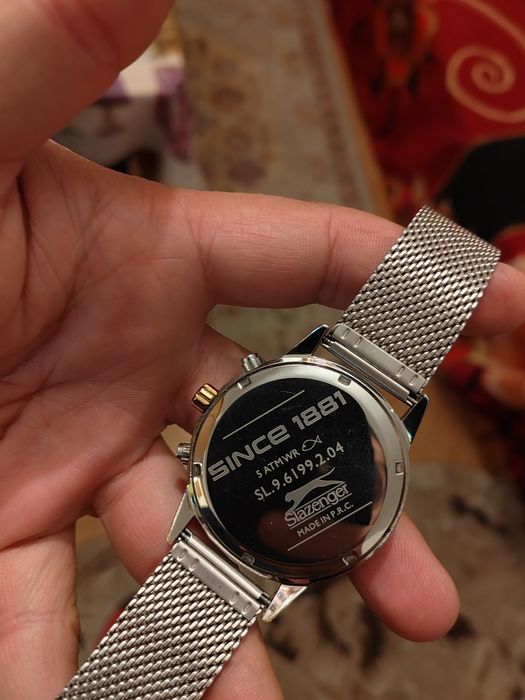 SINCE 1881
5 ATMWR
SL.9.6199.2.04
Slazenger
MADE IN P.R.C.